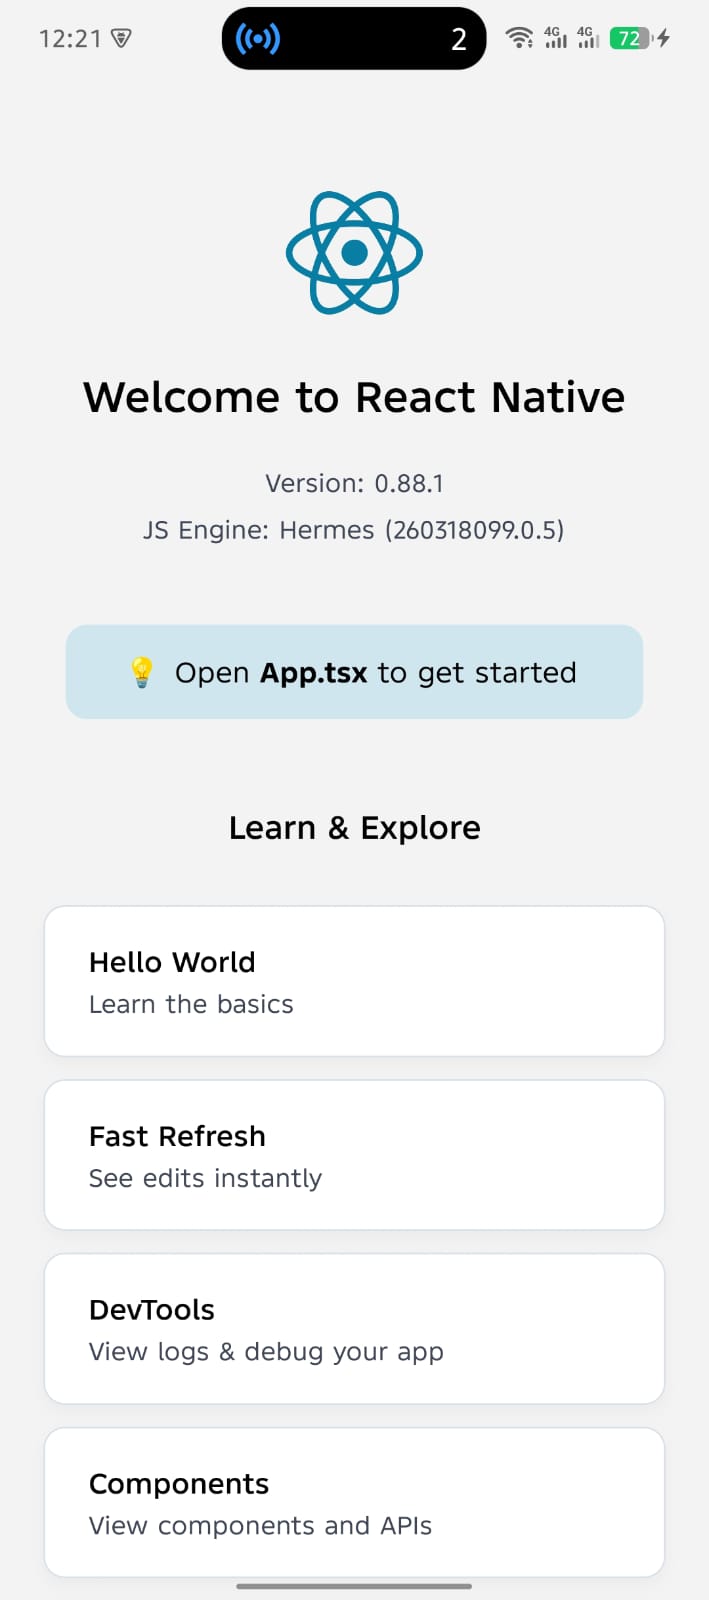 12:21
2
4G 4G 72
Welcome to React Native
Version: 0.88.1
JS Engine: Hermes (260318099.0.5)
💡 Open App.tsx to get started
Learn & Explore
Hello World
Learn the basics
Fast Refresh
See edits instantly
DevTools
View logs & debug your app
Components
View components and APIs